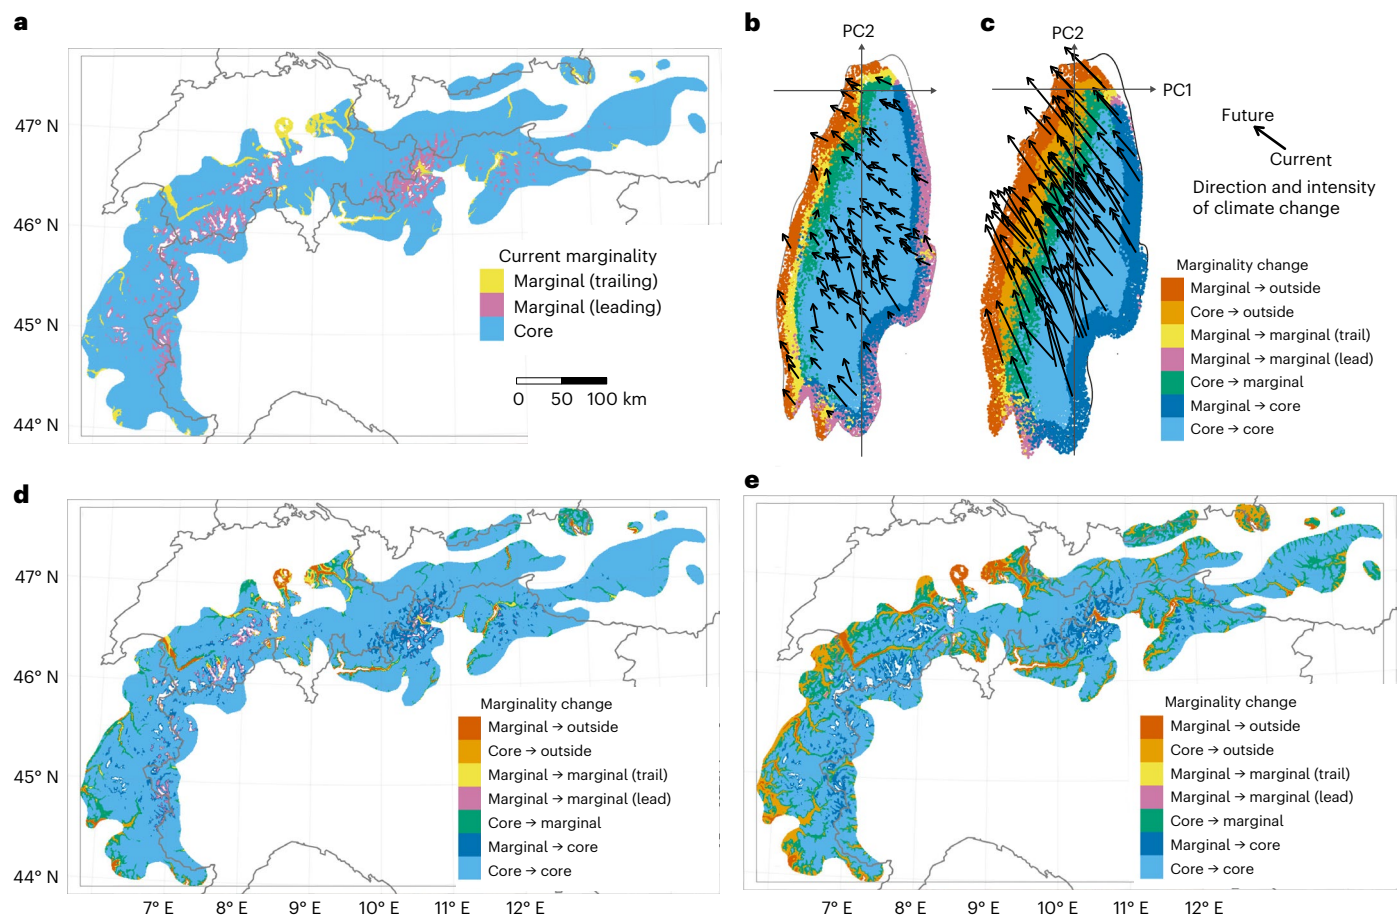 a
47° N
46° N
45° N
44° N
Current marginality
Marginal (trailing)
Marginal (leading)
Core
0 50 100 km
b
PC2
c
PC2
PC1
Future
Current
Direction and intensity
of climate change
Marginality change
Marginal → outside
Core → outside
Marginal → marginal (trail)
Marginal → marginal (lead)
Core → marginal
Marginal → core
Core → core
d
47° N
46° N
45° N
44° N
Marginality change
Marginal → outside
Core → outside
Marginal → marginal (trail)
Marginal → marginal (lead)
Core → marginal
Marginal → core
Core → core
7° E 8° E 9° E 10° E 11° E 12° E
e
Marginality change
Marginal → outside
Core → outside
Marginal → marginal (trail)
Marginal → marginal (lead)
Core → marginal
Marginal → core
Core → core
7° E 8° E 9° E 10° E 11° E 12° E